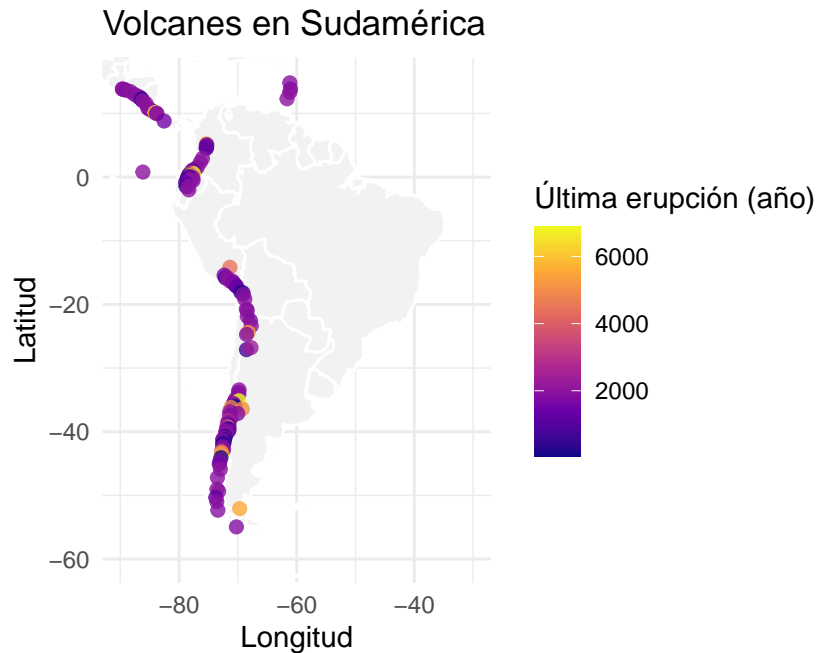 Volcanes en Sudamérica
Latitud
0
−20
−40
−60
−80
−60
−40
Longitud
Última erupción (año)
6000
4000
2000